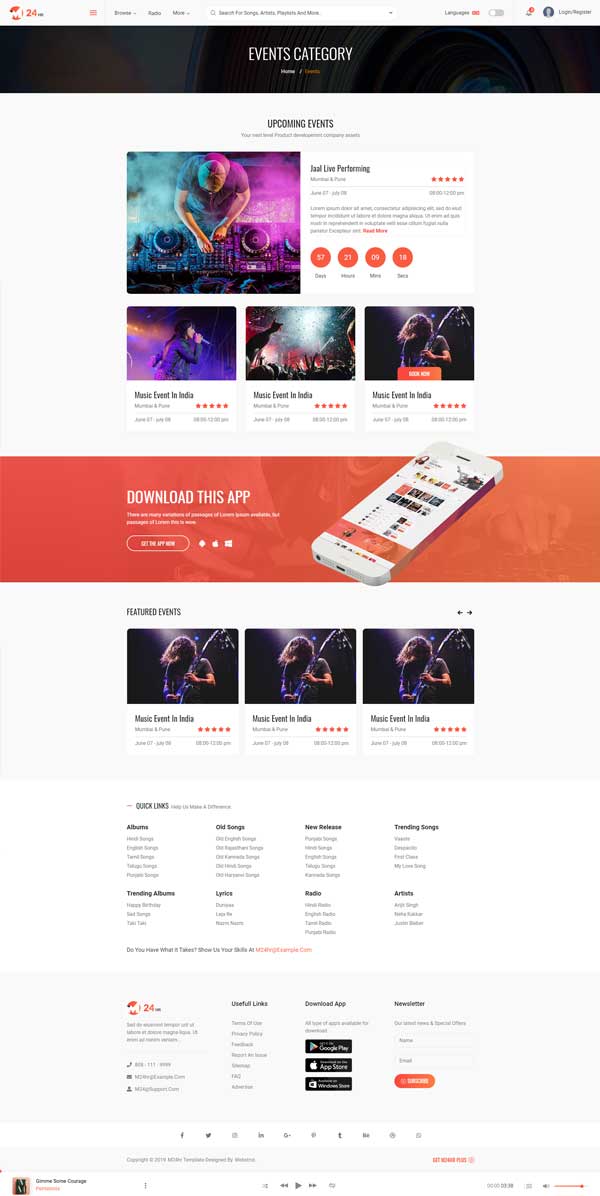 24 HR
Browse
Radio
More
Search For Songs, Artists, Playlists And More..
Languages
Login/Register
EVENTS CATEGORY
Home / Events
UPCOMING EVENTS
Your next level Product developemnt company assets
Jaal Live Performing
Mumbai & Pune
June 07 - july 08 08:00-12:00 pm
Lorem ipsum dolor sit amet, consectetur adipisicing elit, sed do eiusd
tempor incididunt ut labore et dolore magna aliqua. Ut enim ad quis
nostr in reprehenderit in voluptate velit esse cillum fugiat nulla
pariatur.Excepteur sint. Read More
57 21 09 18
Days Hours Mins Secs
BOOK NOW
Music Event In India Music Event In India Music Event In India
Mumbai & Pune Mumbai & Pune Mumbai & Pune
June 07 - july 08 08:00-12:00 pm June 07 - july 08 08:00-12:00 pm June 07 - july 08 08:00-12:00 pm
DOWNLOAD THIS APP
There are many variations of passages of Lorem Ipsum available, but
passages of Lorem this is wow.
GET THE APP NOW
FEATURED EVENTS
Music Event In India Music Event In India Music Event In India
Mumbai & Pune Mumbai & Pune Mumbai & Pune
June 07 - july 08 08:00-12:00 pm June 07 - july 08 08:00-12:00 pm June 07 - july 08 08:00-12:00 pm
QUICK LINKS Help Us Make A Difference.
Albums Old Songs New Release Trending Songs
Hindi Songs Old English Songs Punjabi Songs Vaaste
English Songs Old Rajasthani Songs Hindi Songs Despacito
Tamil Songs Old Kannada Songs English Songs First Class
Telugu Songs Old Hindi Songs Telugu Songs My Love Song
Punjabi Songs Old Haryanvi Songs Kannada Songs
Trending Albums Lyrics Radio Artists
Happy Birthday Duniyaa Hindi Radio Arijit Singh
Sad Songs Leja Re English Radio Neha Kakkar
Taki Taki Nazm Nazm Tamil Radio Justin Bieber
Punjabi Radio
Do You Have What It Takes? Show Us Your Skills At M24hr@Example.Com
24 HR
Sed do eiusmod tempor unt ut
labore et dolore magna liqua. Ut
enim ad nanim veniam.
M24hr@Example.Com
M24@Support.Com
Usefull Links
Terms Of Use
Privacy Policy
Feedback
Report An Issue
Sitemap
FAQ
Advertise
Download App
All type of app's available for
download.
Google Play
Download on the
App Store
Windows Store
Newsletter
Our latest news & Special Offers
Name
Email
SUBSCRIBE
Copyright © 2019 M24hr Template Designed By Webstrot.
GET M24HR PLUS
Gimme Some Courage
00:00 03:38